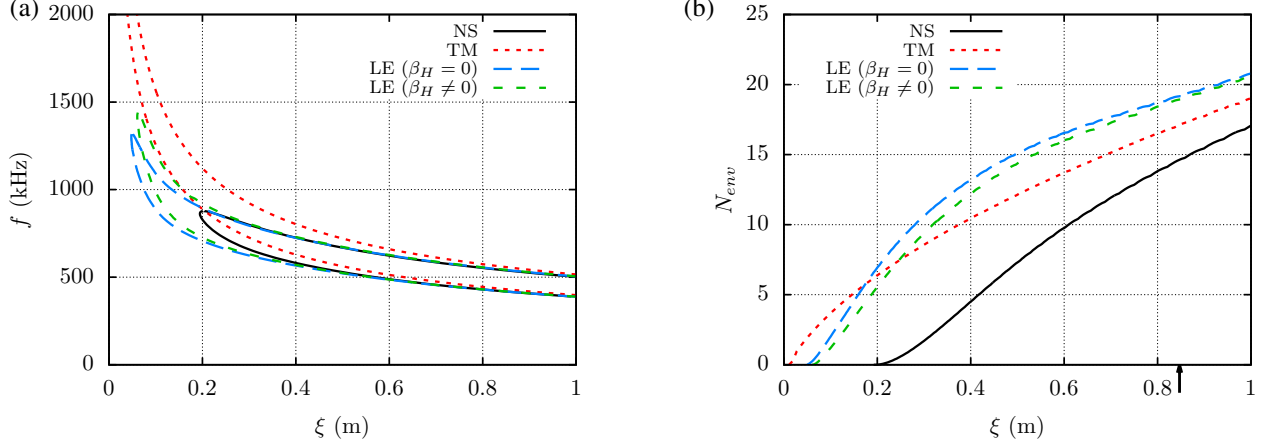 (a)
f (kHz)
2000
1500
1000
500
0
NS
TM
LE (β_H = 0)
LE (β_H ≠ 0)
0 0.2 0.4 0.6 0.8 1
ξ (m)
(b)
N_env
25
20
15
10
5
0
NS
TM
LE (β_H = 0)
LE (β_H ≠ 0)
0 0.2 0.4 0.6 0.8 1
ξ (m)